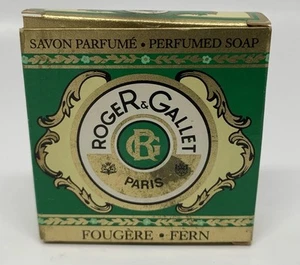 SAVON PARFUMÉ • PERFUMED SOAP
ROGER & GALLET
RG
PARIS
FOUGÈRE • FERN